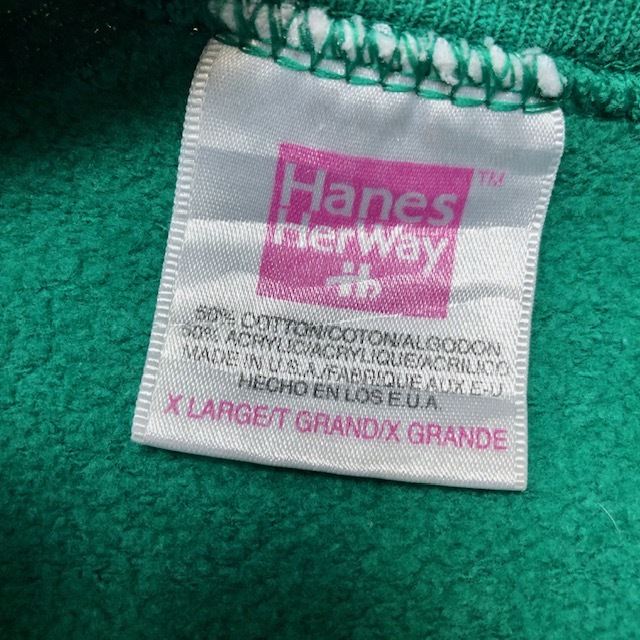 Hanes TM
HerWay
50% COTTON/COTON/ALGODON
50% ACRYLIC/ACRYLIQUE/ACRILICO
MADE IN U.S.A./FABRIQUE AUX E-U
HECHO EN LOS E.U.A.
X LARGE/T GRAND/X GRANDE